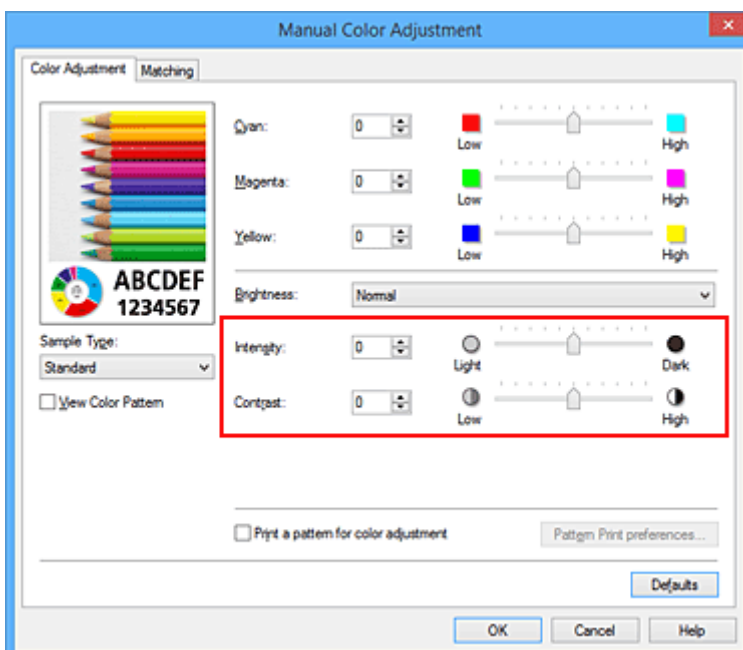 Manual Color Adjustment
Color Adjustment Matching
Cyan: 0 Low High
Magenta: 0 Low High
Yellow: 0 Low High
ABCDEF
1234567
Brightness: Normal
Sample Type:
Standard
View Color Pattern
Intensity: 0 Light Dark
Contrast: 0 Low High
Print a pattern for color adjustment Pattern Print preferences...
Defaults
OK Cancel Help